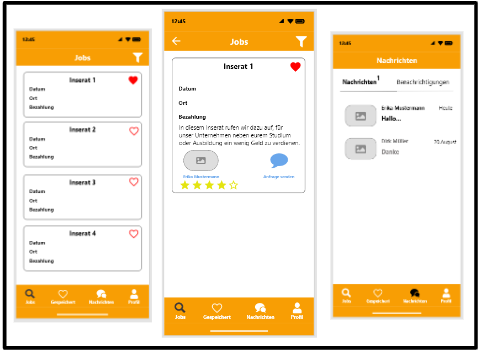 12:45
Jobs
Inserat 1
Datum
Ort
Bezahlung
Inserat 2
Datum
Ort
Bezahlung
Inserat 3
Datum
Ort
Bezahlung
Inserat 4
Datum
Ort
Bezahlung
Jobs Gespeichert Nachrichten Profil
12:45
Jobs
Inserat 1
Datum
Ort
Bezahlung
In diesem Inserat rufen wir dazu auf, für
unser Unternehmen neben eurem Studium
oder Ausbildung ein wenig Geld zu verdienen.
Erika Mustermann Anfrage senden
Jobs Gespeichert Nachrichten Profil
12:45
Nachrichten
Nachrichten 1 Benachrichtigungen
Erika Mustermann Heute
Hallo...
Dirk Müller 20.August
Danke
Jobs Gespeichert Nachrichten Profil